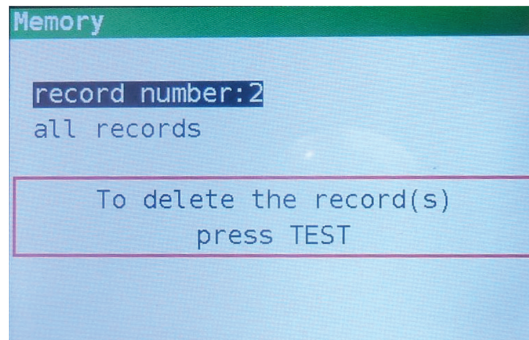 Memory
record number:2
all records
To delete the record(s)
press TEST